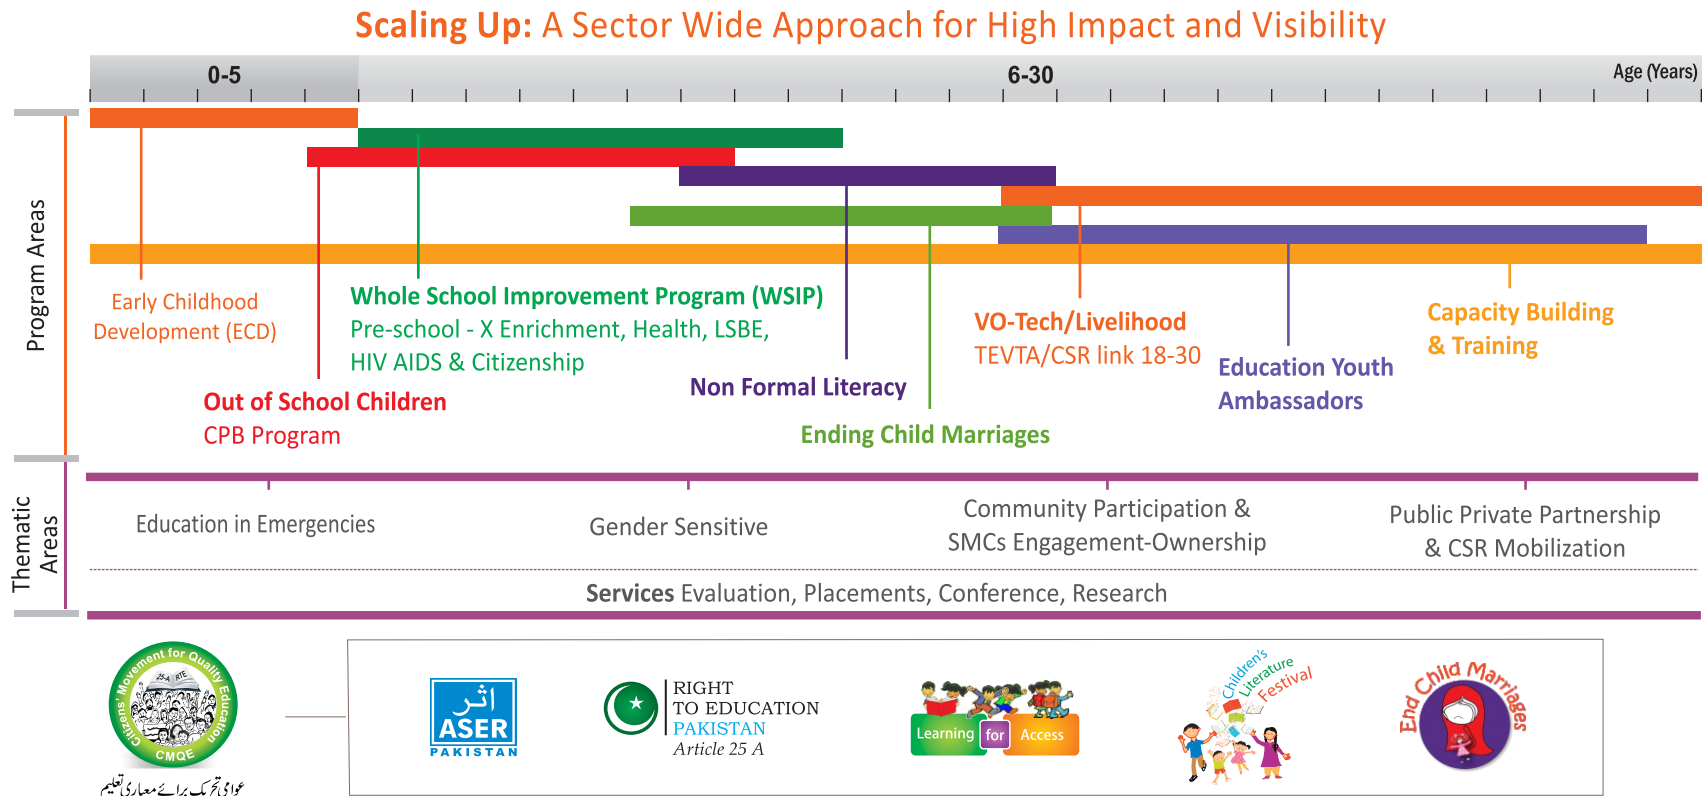 Scaling Up: A Sector Wide Approach for High Impact and Visibility
0-5
6-30
Age (Years)
Program Areas
Early Childhood
Development (ECD)
Whole School Improvement Program (WSIP)
Pre-school - X Enrichment, Health, LSBE,
HIV AIDS & Citizenship
Out of School Children
CPB Program
Non Formal Literacy
Ending Child Marriages
VO-Tech/Livelihood
TEVTA/CSR link 18-30
Education Youth
Ambassadors
Capacity Building
& Training
Thematic
Areas
Education in Emergencies
Gender Sensitive
Community Participation &
SMCs Engagement-Ownership
Public Private Partnership
& CSR Mobilization
Services Evaluation, Placements, Conference, Research
Citizens' Movement for Quality Education
25-A RTE
CMQE
عوامی تحریک برائے معیاری تعلیم
اثر
ASER
PAKISTAN
RIGHT
TO EDUCATION
PAKISTAN
Article 25 A
Learning for Access
Children's
Literature
Festival
End Child Marriages